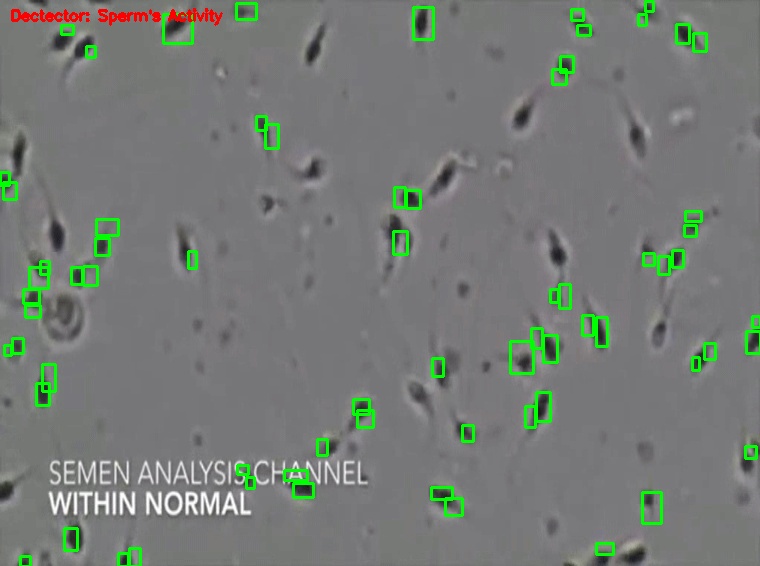 Dectector: Sperm's Activity
SEMEN ANALYSIS CHANNEL
WITHIN NORMAL